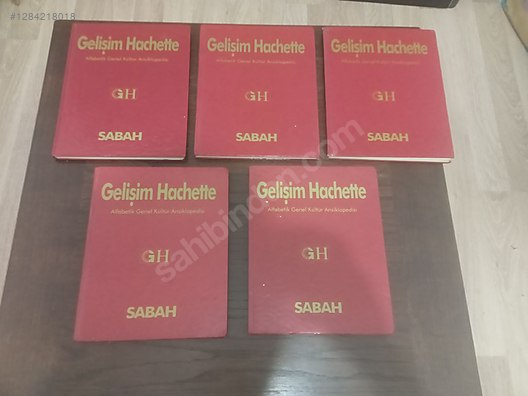 #1284218018
Gelişim Hachette
Alfabetik Genel Kültür Ansiklopedisi
GH
SABAH
Gelişim Hachette
Alfabetik Genel Kültür Ansiklopedisi
GH
SABAH
Gelişim Hachette
Alfabetik Genel Kültür Ansiklopedisi
GH
SABAH
Gelişim Hachette
Alfabetik Genel Kültür Ansiklopedisi
GH
SABAH
Gelişim Hachette
Alfabetik Genel Kültür Ansiklopedisi
GH
SABAH
sahibinden.com